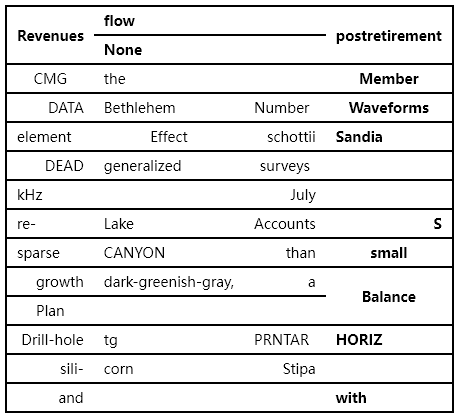 flow
Revenues postretirement
None
CMG the Member
DATA Bethlehem Number Waveforms
element Effect schottii Sandia
DEAD generalized surveys
kHz July
re- Lake Accounts S
sparse CANYON than small
growth dark-greenish-gray, a
Balance
Plan
Drill-hole tg PRNTAR HORIZ
sili- corn Stipa
and with